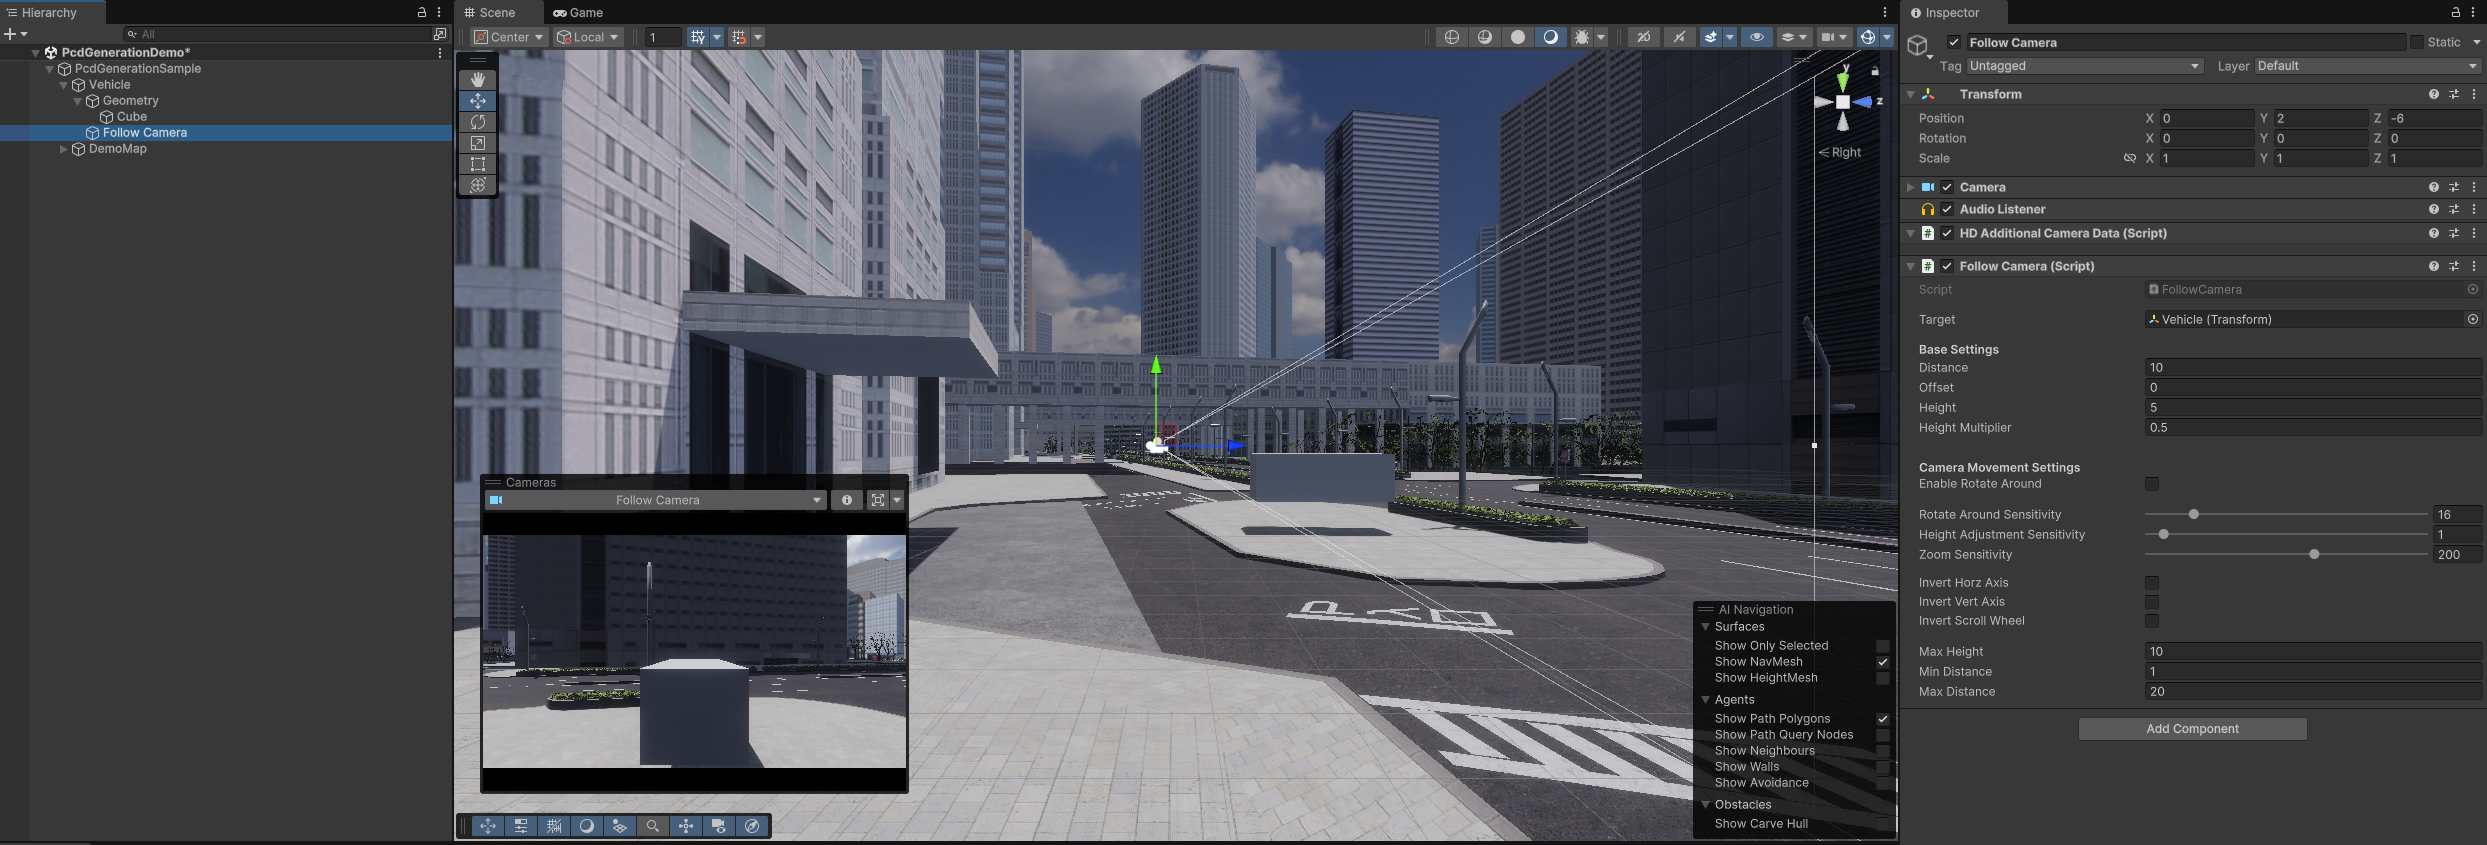 Hierarchy
All
PcdGenerationDemo*
PcdGenerationSample
Vehicle
Geometry
Cube
Follow Camera
DemoMap
Scene
Game
Center
Local
1
2D
y
z
Right
Cameras
Follow Camera
AI Navigation
Surfaces
Show Only Selected
Show NavMesh
Show HeightMesh
Agents
Show Path Polygons
Show Path Query Nodes
Show Neighbours
Show Walls
Show Avoidance
Obstacles
Show Carve Hull
Inspector
Follow Camera
Static
Tag Untagged Layer Default
Transform
Position X 0 Y 2 Z -6
Rotation X 0 Y 0 Z 0
Scale X 1 Y 1 Z 1
Camera
Audio Listener
# HD Additional Camera Data (Script)
# Follow Camera (Script)
Script FollowCamera
Target Vehicle (Transform)
Base Settings
Distance 10
Offset 0
Height 5
Height Multiplier 0.5
Camera Movement Settings
Enable Rotate Around
Rotate Around Sensitivity 16
Height Adjustment Sensitivity 1
Zoom Sensitivity 200
Invert Horz Axis
Invert Vert Axis
Invert Scroll Wheel
Max Height 10
Min Distance 1
Max Distance 20
Add Component